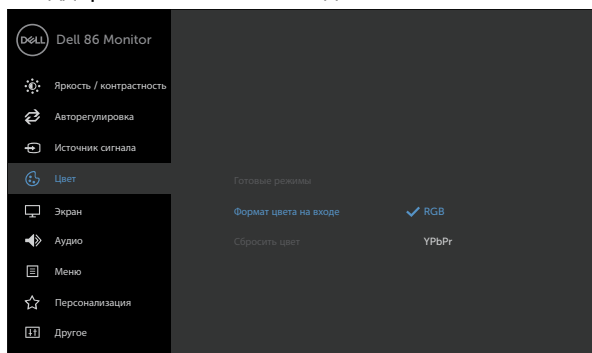 DELL Dell 86 Monitor
Яркость / контрастность
Авторегулировка
Источник сигнала
Цвет
Готовые режимы
Экран
Формат цвета на входе
RGB
Аудио
Сбросить цвет
YPbPr
Меню
Персонализация
Другое